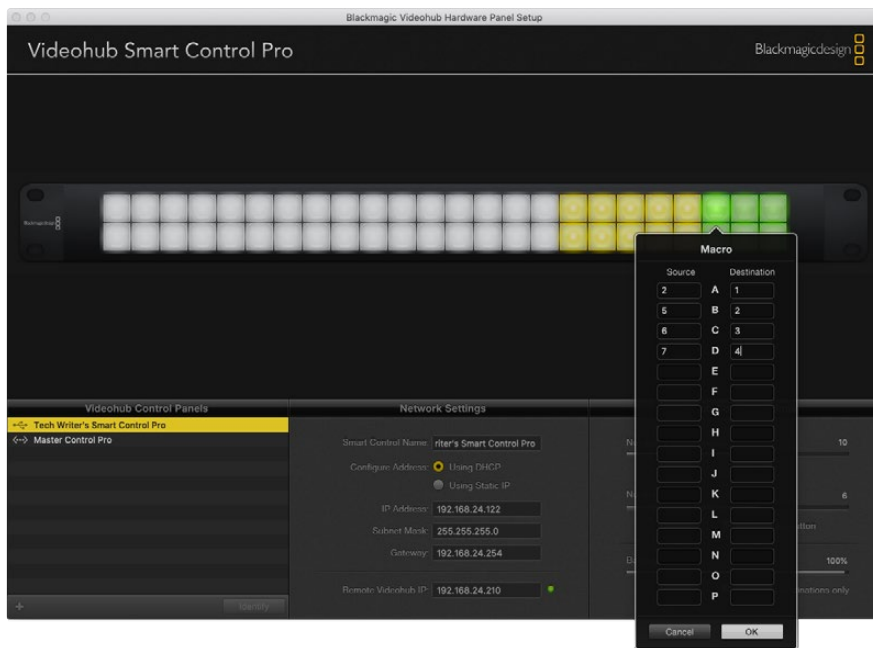 Blackmagic Videohub Hardware Panel Setup
Videohub Smart Control Pro
Blackmagicdesign
Macro
Source Destination
2 A 1
5 B 2
6 C 3
7 D 4
E
F
G
H
I
J
K
L
M
N
O
P
Cancel OK
Videohub Control Panels
Tech Writer's Smart Control Pro
Master Control Pro
Identify
Network Settings
Smart Control Name: riter's Smart Control Pro
Configure Address: Using DHCP
Using Static IP
IP Address: 192.168.24.122
Subnet Mask: 255.255.255.0
Gateway: 192.168.24.254
Remote Videohub IP: 192.168.24.210
10
6
100%